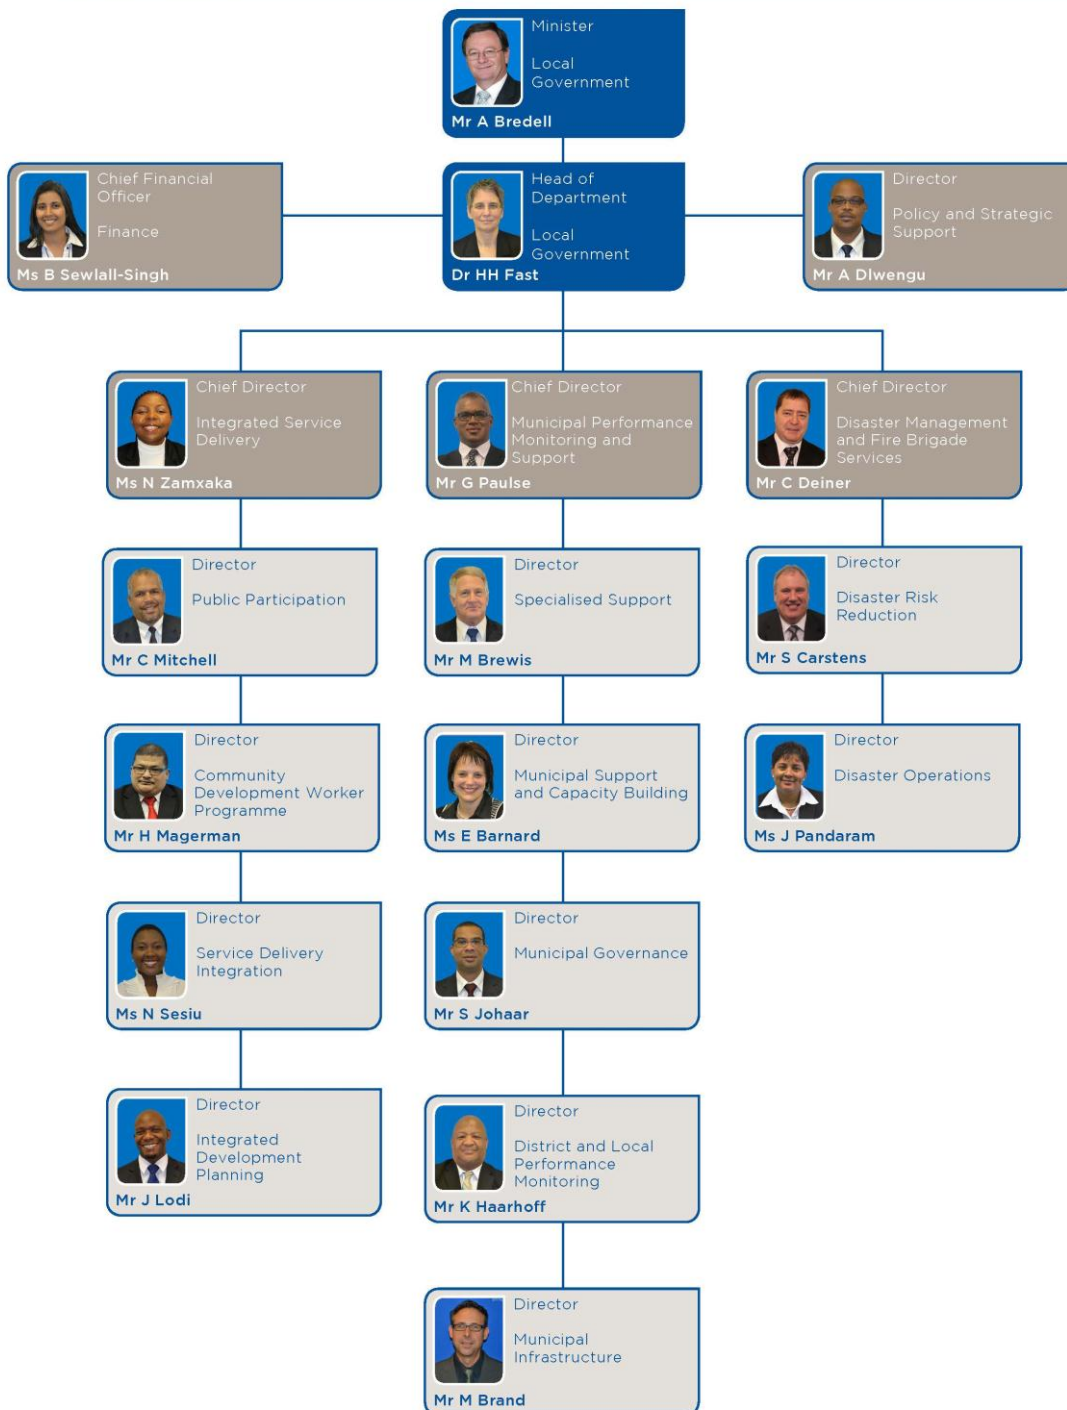 Minister
Local
Government
Mr A Bredell
Chief Financial
Officer
Finance
Ms B Sewlall-Singh
Head of
Department
Local
Government
Dr HH Fast
Director
Policy and Strategic
Support
Mr A Dlwengu
Chief Director
Integrated Service
Delivery
Ms N Zamxaka
Chief Director
Municipal Performance
Monitoring and
Support
Mr G Paulse
Chief Director
Disaster Management
and Fire Brigade
Services
Mr C Deiner
Director
Public Participation
Mr C Mitchell
Director
Specialised Support
Mr M Brewis
Director
Disaster Risk
Reduction
Mr S Carstens
Director
Community
Development Worker
Programme
Mr H Magerman
Director
Municipal Support
and Capacity Building
Ms E Barnard
Director
Disaster Operations
Ms J Pandaram
Director
Service Delivery
Integration
Ms N Sesiu
Director
Municipal Governance
Mr S Johaar
Director
Integrated
Development
Planning
Mr J Lodi
Director
District and Local
Performance
Monitoring
Mr K Haarhoff
Director
Municipal
Infrastructure
Mr M Brand